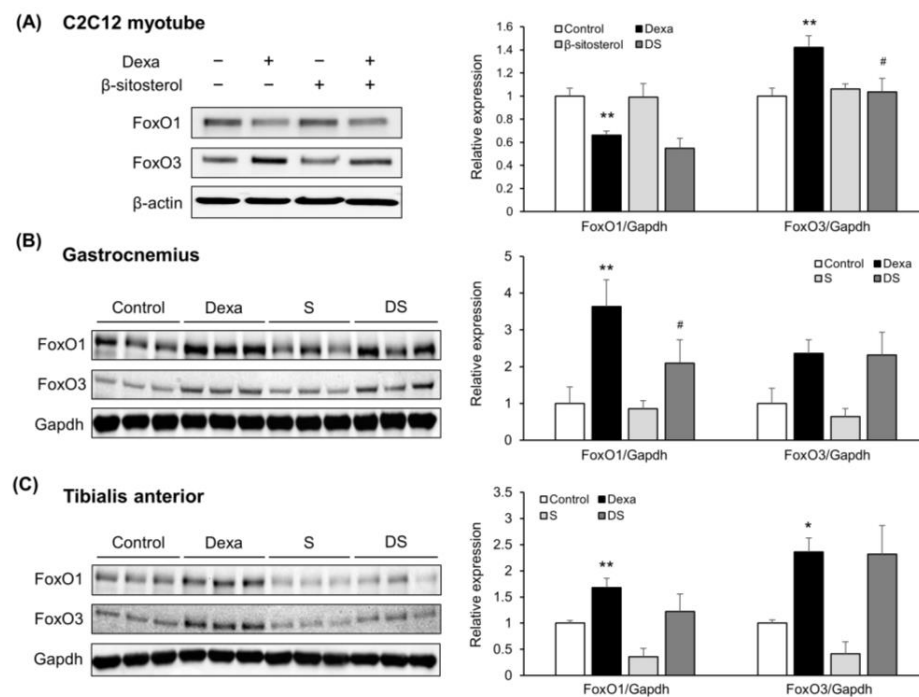 (A) C2C12 myotube
Dexa − + − +
β-sitosterol − − + +
FoxO1
FoxO3
β-actin
1.6
1.4
1.2
1
0.8
0.6
0.4
0.2
0
Relative expression
Control Dexa
β-sitosterol DS
**
**
#
FoxO1/Gapdh FoxO3/Gapdh
(B) Gastrocnemius
Control Dexa S DS
FoxO1
FoxO3
Gapdh
5
4
3
2
1
0
Relative expression
Control Dexa
S DS
**
#
FoxO1/Gapdh FoxO3/Gapdh
(C) Tibialis anterior
Control Dexa S DS
FoxO1
FoxO3
Gapdh
3.5
3
2.5
2
1.5
1
0.5
0
Relative expression
Control Dexa
S DS
**
*
FoxO1/Gapdh FoxO3/Gapdh